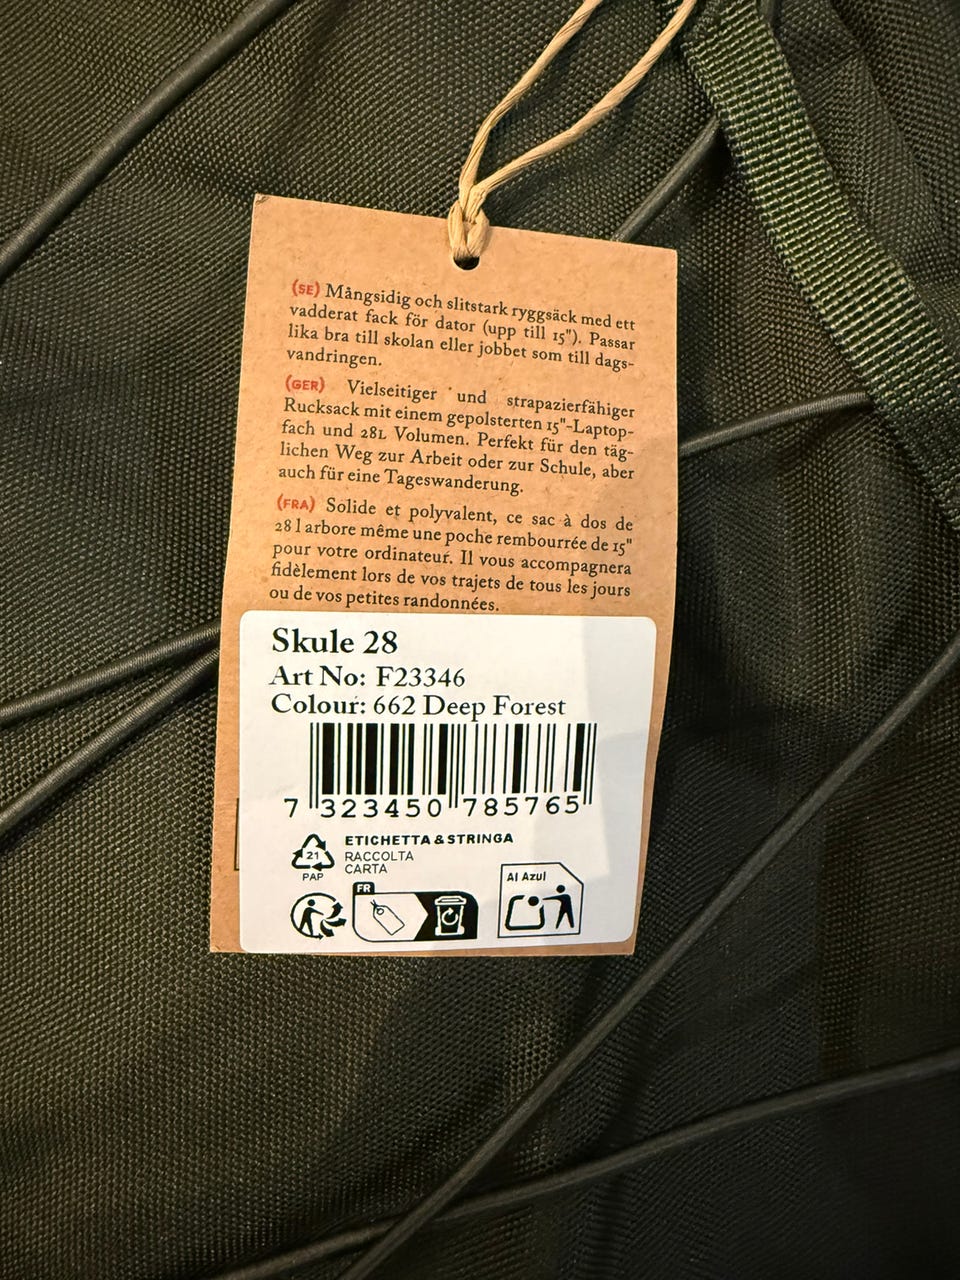 (SE) Mångsidig och slitstark ryggsäck med ett
vadderat fack för dator (upp till 15"). Passar
lika bra till skolan eller jobbet som till dags-
vandringen.
(GER) Vielseitiger und strapazierfähiger
Rucksack mit einem gepolsterten 15"-Laptop-
fach und 28L Volumen. Perfekt für den täg-
lichen Weg zur Arbeit oder zur Schule, aber
auch für eine Tageswanderung.
(FRA) Solide et polyvalent, ce sac à dos de
28 l arbore même une poche rembourrée de 15"
pour votre ordinateur. Il vous accompagnera
fidèlement lors de vos trajets de tous les jours
ou de vos petites randonnées.
Skule 28
Art No: F23346
Colour: 662 Deep Forest
7 323450 785765
ETICHETTA & STRINGA
RACCOLTA
CARTA
21
PAP
FR
Al Azul